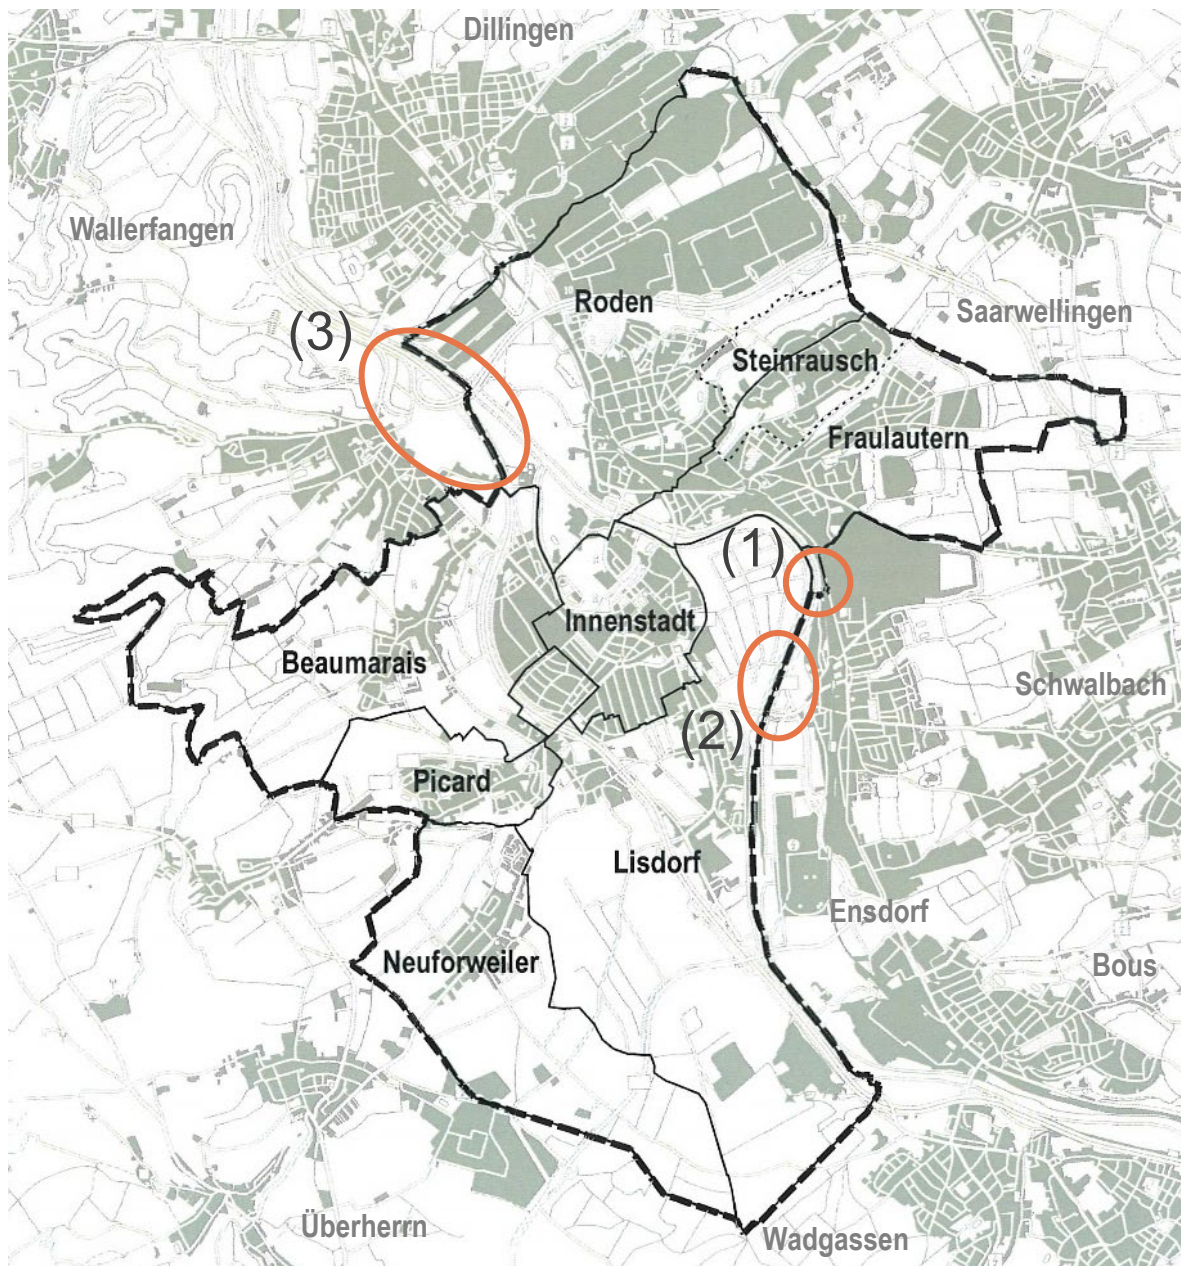 Dillingen
Wallerfangen
Roden
Saarwellingen
(3)
Steinrausch
Fraulautern
(1)
Innenstadt
Beaumarais
Schwalbach
(2)
Picard
Lisdorf
Ensdorf
Neuforweiler
Bous
Überherrn
Wadgassen